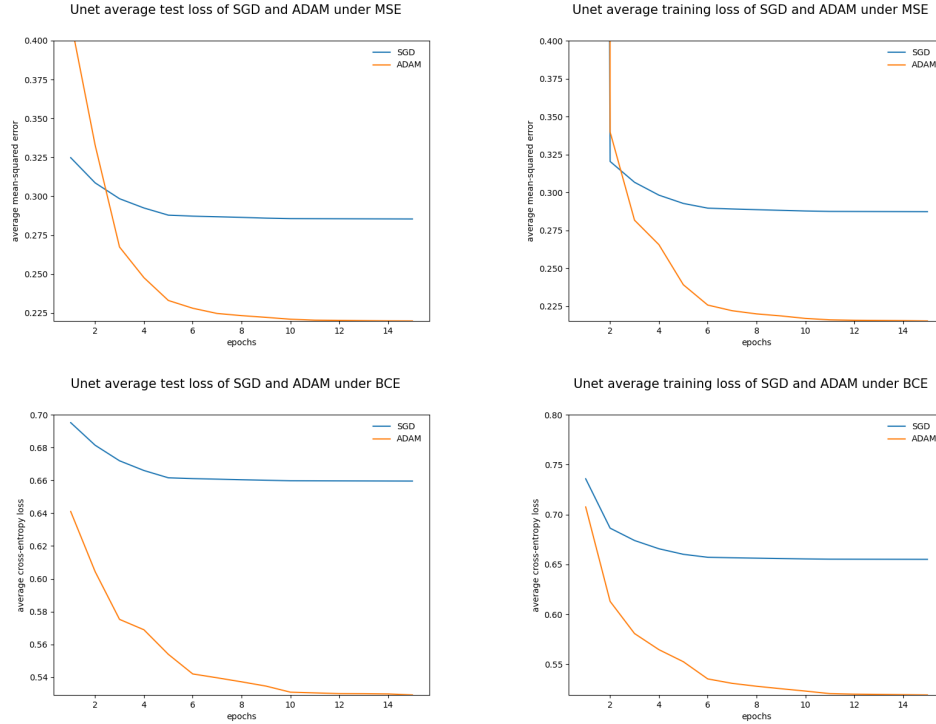 Unet average test loss of SGD and ADAM under MSE
0.400
0.375
0.350
0.325
0.300
0.275
0.250
0.225
average mean-squared error
SGD
ADAM
2 4 6 8 10 12 14
epochs
Unet average training loss of SGD and ADAM under MSE
0.400
0.375
0.350
0.325
0.300
0.275
0.250
0.225
average mean-squared error
SGD
ADAM
2 4 6 8 10 12 14
epochs
Unet average test loss of SGD and ADAM under BCE
0.70
0.68
0.66
0.64
0.62
0.60
0.58
0.56
0.54
average cross-entropy loss
SGD
ADAM
2 4 6 8 10 12 14
epochs
Unet average training loss of SGD and ADAM under BCE
0.80
0.75
0.70
0.65
0.60
0.55
average cross-entropy loss
SGD
ADAM
2 4 6 8 10 12 14
epochs